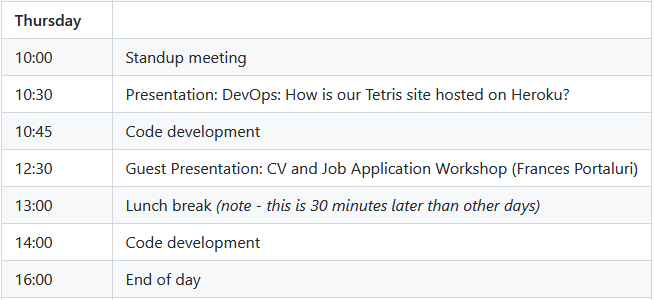 Thursday
10:00 Standup meeting
10:30 Presentation: DevOps: How is our Tetris site hosted on Heroku?
10:45 Code development
12:30 Guest Presentation: CV and Job Application Workshop (Frances Portaluri)
13:00 Lunch break (note - this is 30 minutes later than other days)
14:00 Code development
16:00 End of day